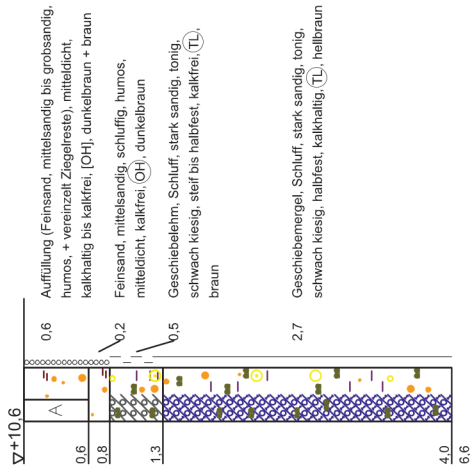 +10,6
A
0,6
Auffüllung (Feinsand, mittelsandig bis grobsandig,
humos, + vereinzelt Ziegelreste), mitteldicht,
kalkhaltig bis kalkfrei, [OH], dunkelbraun + braun
0,6
0,2
Feinsand, mittelsandig, schluffig, humos,
mitteldicht, kalkfrei, OH, dunkelbraun
0,8
0,5
Geschiebelehm, Schluff, stark sandig, tonig,
schwach kiesig, steif bis halbfest, kalkfrei, TL,
braun
1,3
2,7
Geschiebemergel, Schluff, stark sandig, tonig,
schwach kiesig, halbfest, kalkhaltig, TL, hellbraun
4,0
6,6